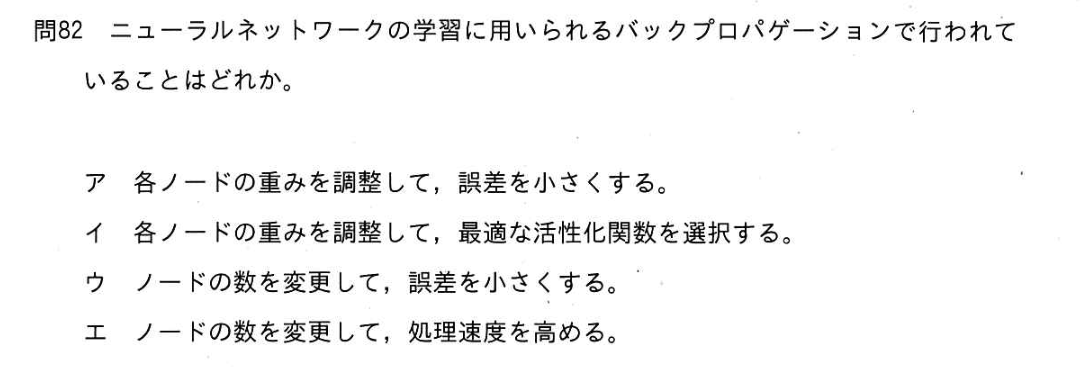 問82 ニューラルネットワークの学習に用いられるバックプロパゲーションで行われて
いることはどれか。
ア 各ノードの重みを調整して，誤差を小さくする。
イ 各ノードの重みを調整して，最適な活性化関数を選択する。
ウ ノードの数を変更して，誤差を小さくする。
エ ノードの数を変更して，処理速度を高める。